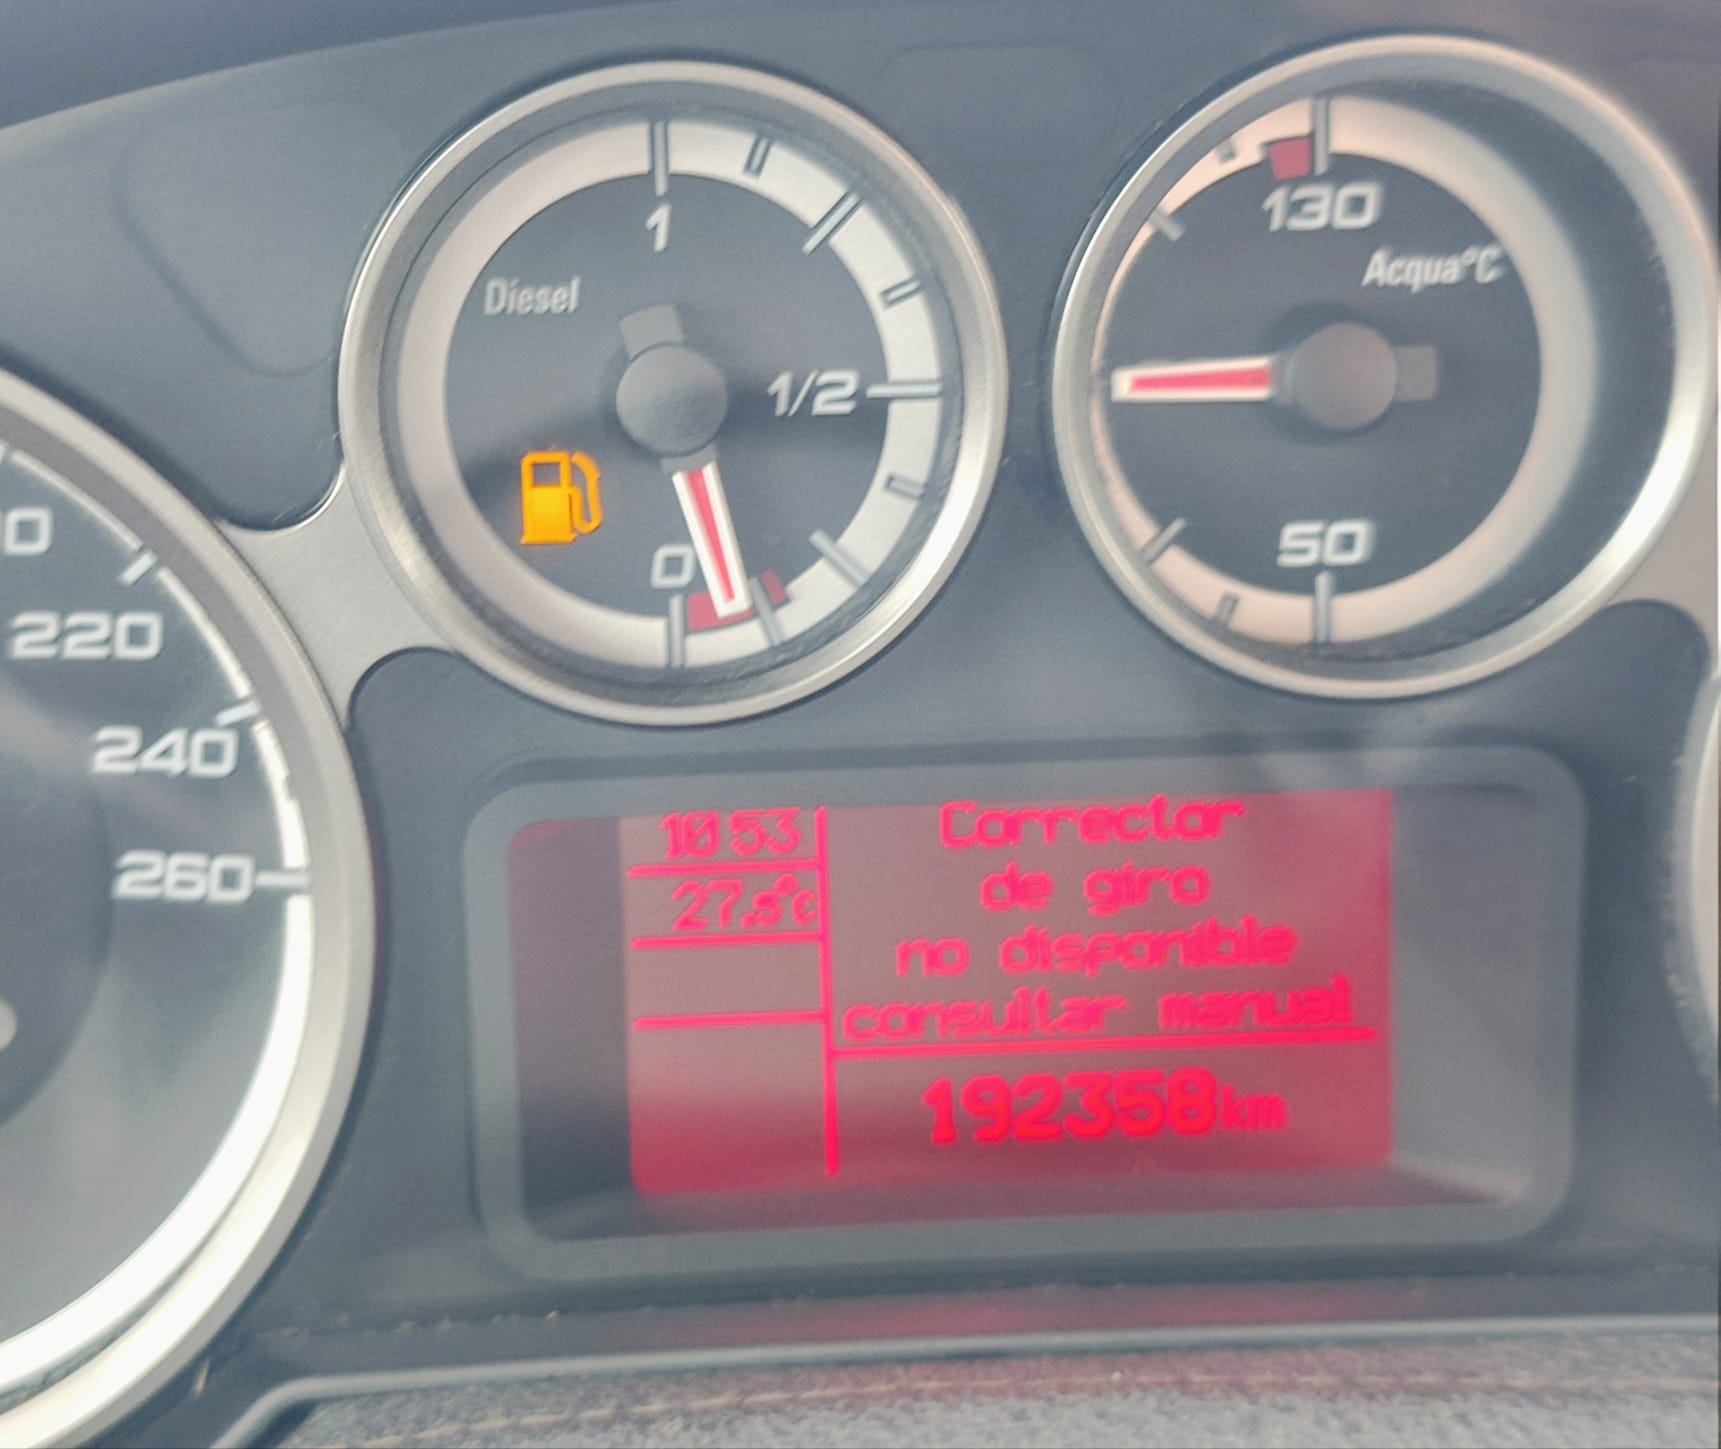 1
Diesel
1/2
0
130
Acqua°C
50
220
240
260
10 53
27.5°C
Corrector
de giro
no disponible
consultar manual
192358km